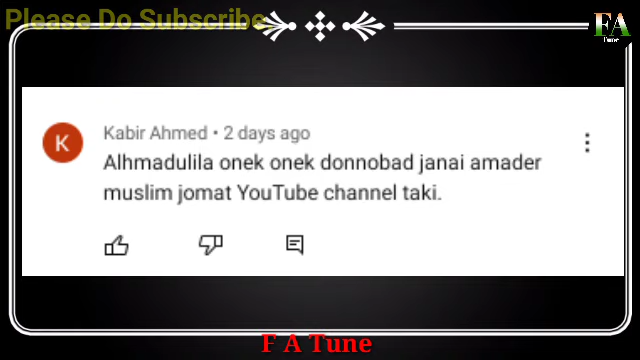 Please Do Subscribe
FA
Tune
K
Kabir Ahmed • 2 days ago
Alhmadulila onek onek donnobad janai amader
muslim jomat YouTube channel taki.
F A Tune